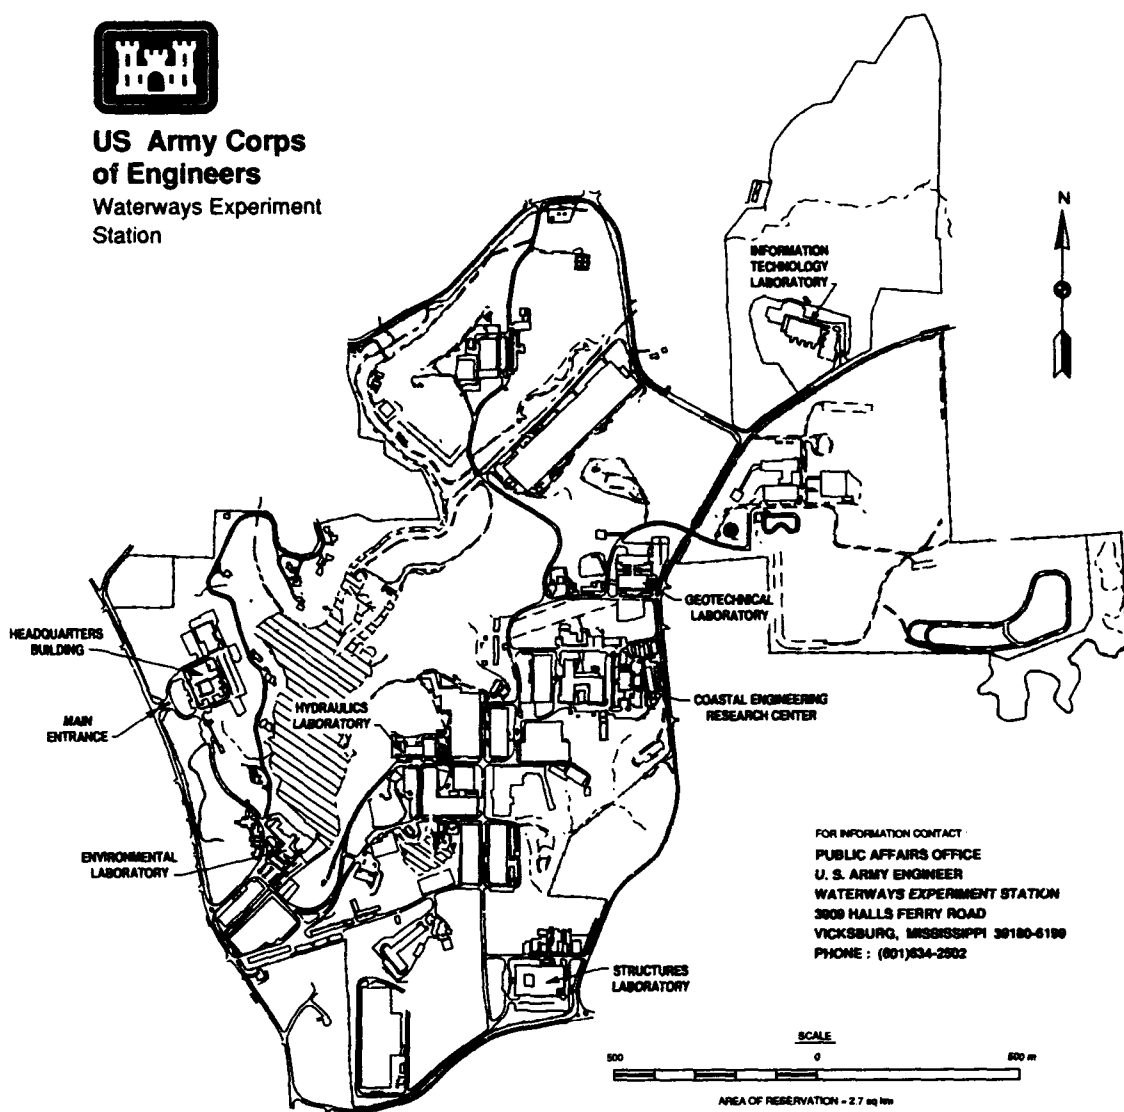 US Army Corps
of Engineers
Waterways Experiment
Station
N
INFORMATION
TECHNOLOGY
LABORATORY
GEOTECHNICAL
LABORATORY
HEADQUARTERS
BUILDING
MAIN
ENTRANCE
HYDRAULICS
LABORATORY
COASTAL ENGINEERING
RESEARCH CENTER
ENVIRONMENTAL
LABORATORY
STRUCTURES
LABORATORY
FOR INFORMATION CONTACT
PUBLIC AFFAIRS OFFICE
U. S. ARMY ENGINEER
WATERWAYS EXPERIMENT STATION
3909 HALLS FERRY ROAD
VICKSBURG, MISSISSIPPI 39180-6199
PHONE : (601)634-2502
SCALE
500 0 500 m
AREA OF RESERVATION = 2.7 sq km